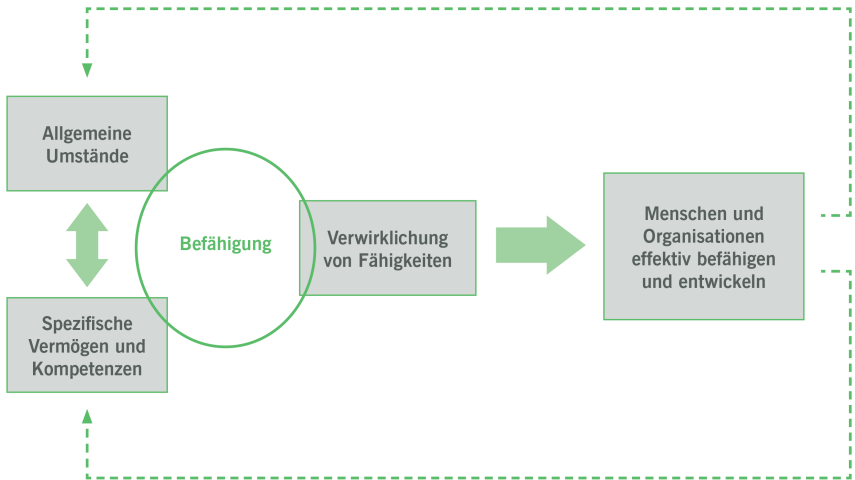 Allgemeine
Umstände
Befähigung
Verwirklichung
von Fähigkeiten
Menschen und
Organisationen
effektiv befähigen
und entwickeln
Spezifische
Vermögen und
Kompetenzen